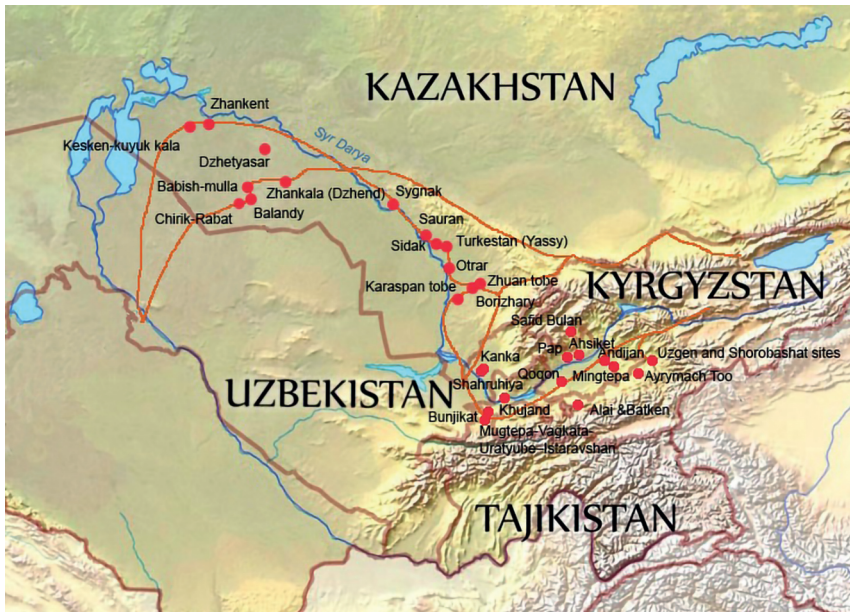 KAZAKHSTAN
Zhankent
Syr Darya
Kesken-kuyuk kala
Dzhetyasar
Babish-mulla
Zhankala (Dzhend)
Sygnak
Chirik-Rabat
Balandy
Sauran
Sidak
Turkestan (Yassy)
Otrar
Zhuan tobe
KYRGYZSTAN
Karaspan tobe
Borizhary
Safid Bulan
Pap
Ahsiket
Andijan
Uzgen and Shorobashat sites
Kanka
Qoqon
Mingtepa
Ayrymach Too
Shahruhiya
UZBEKISTAN
Bunjikat
Khujand
Alai &Batken
Mugtepa-Vagkata-
Uratyube–Istaravshan
TAJIKISTAN